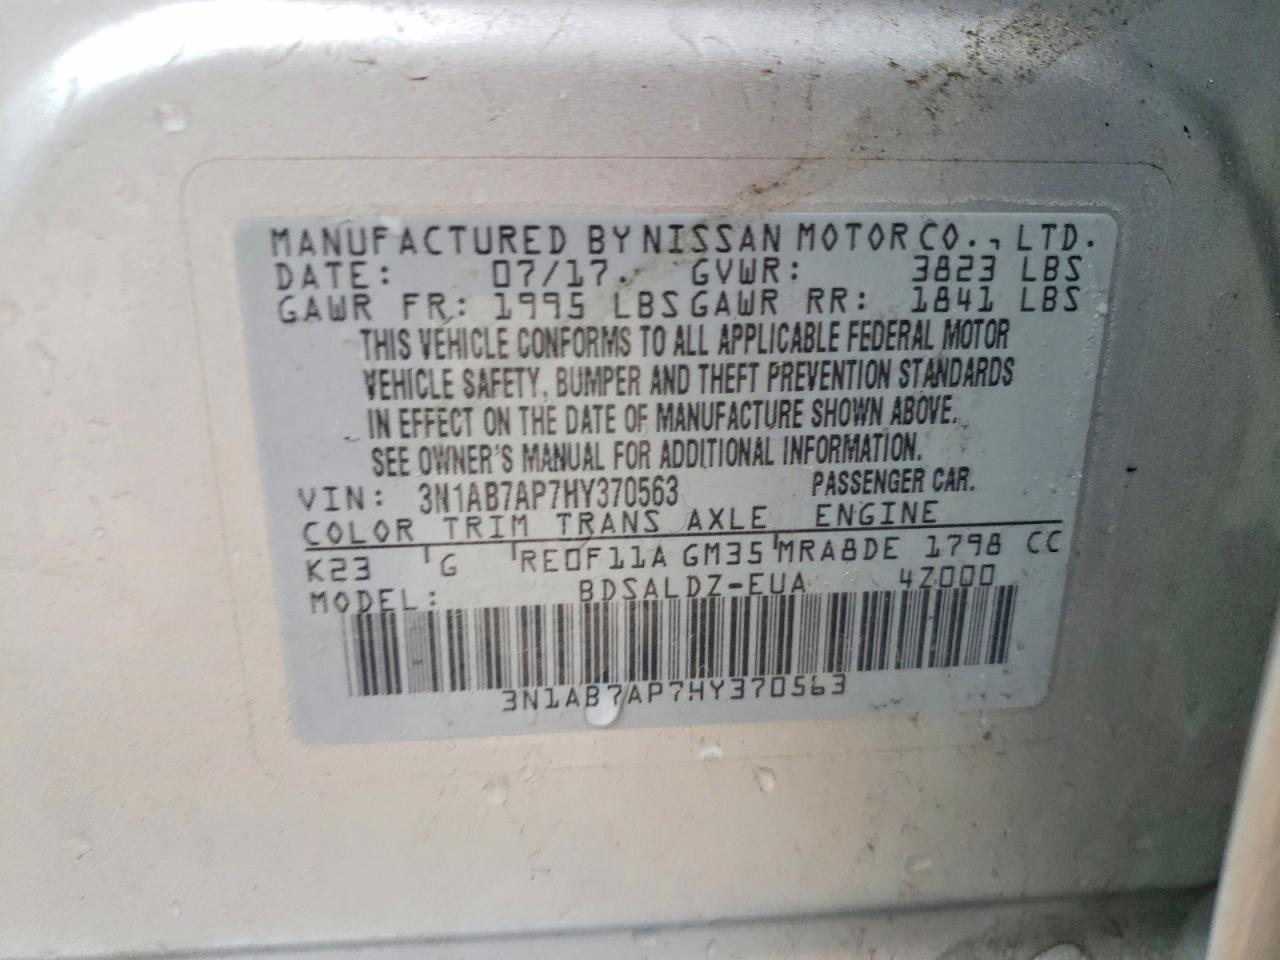 MANUFACTURED BY NISSAN MOTOR CO., LTD.
DATE: 07/17. GVWR: 3823 LBS
GAWR FR: 1995 LBS GAWR RR: 1841 LBS
THIS VEHICLE CONFORMS TO ALL APPLICABLE FEDERAL MOTOR
VEHICLE SAFETY, BUMPER AND THEFT PREVENTION STANDARDS
IN EFFECT ON THE DATE OF MANUFACTURE SHOWN ABOVE.
SEE OWNER'S MANUAL FOR ADDITIONAL INFORMATION.
VIN: 3N1AB7AP7HY370563 PASSENGER CAR.
COLOR TRIM TRANS AXLE ENGINE
K23 G RE0F11A GM35 MRA8DE 1798 CC
MODEL: BDSALDZ-EUA 4Z000
3N1AB7AP7HY370563